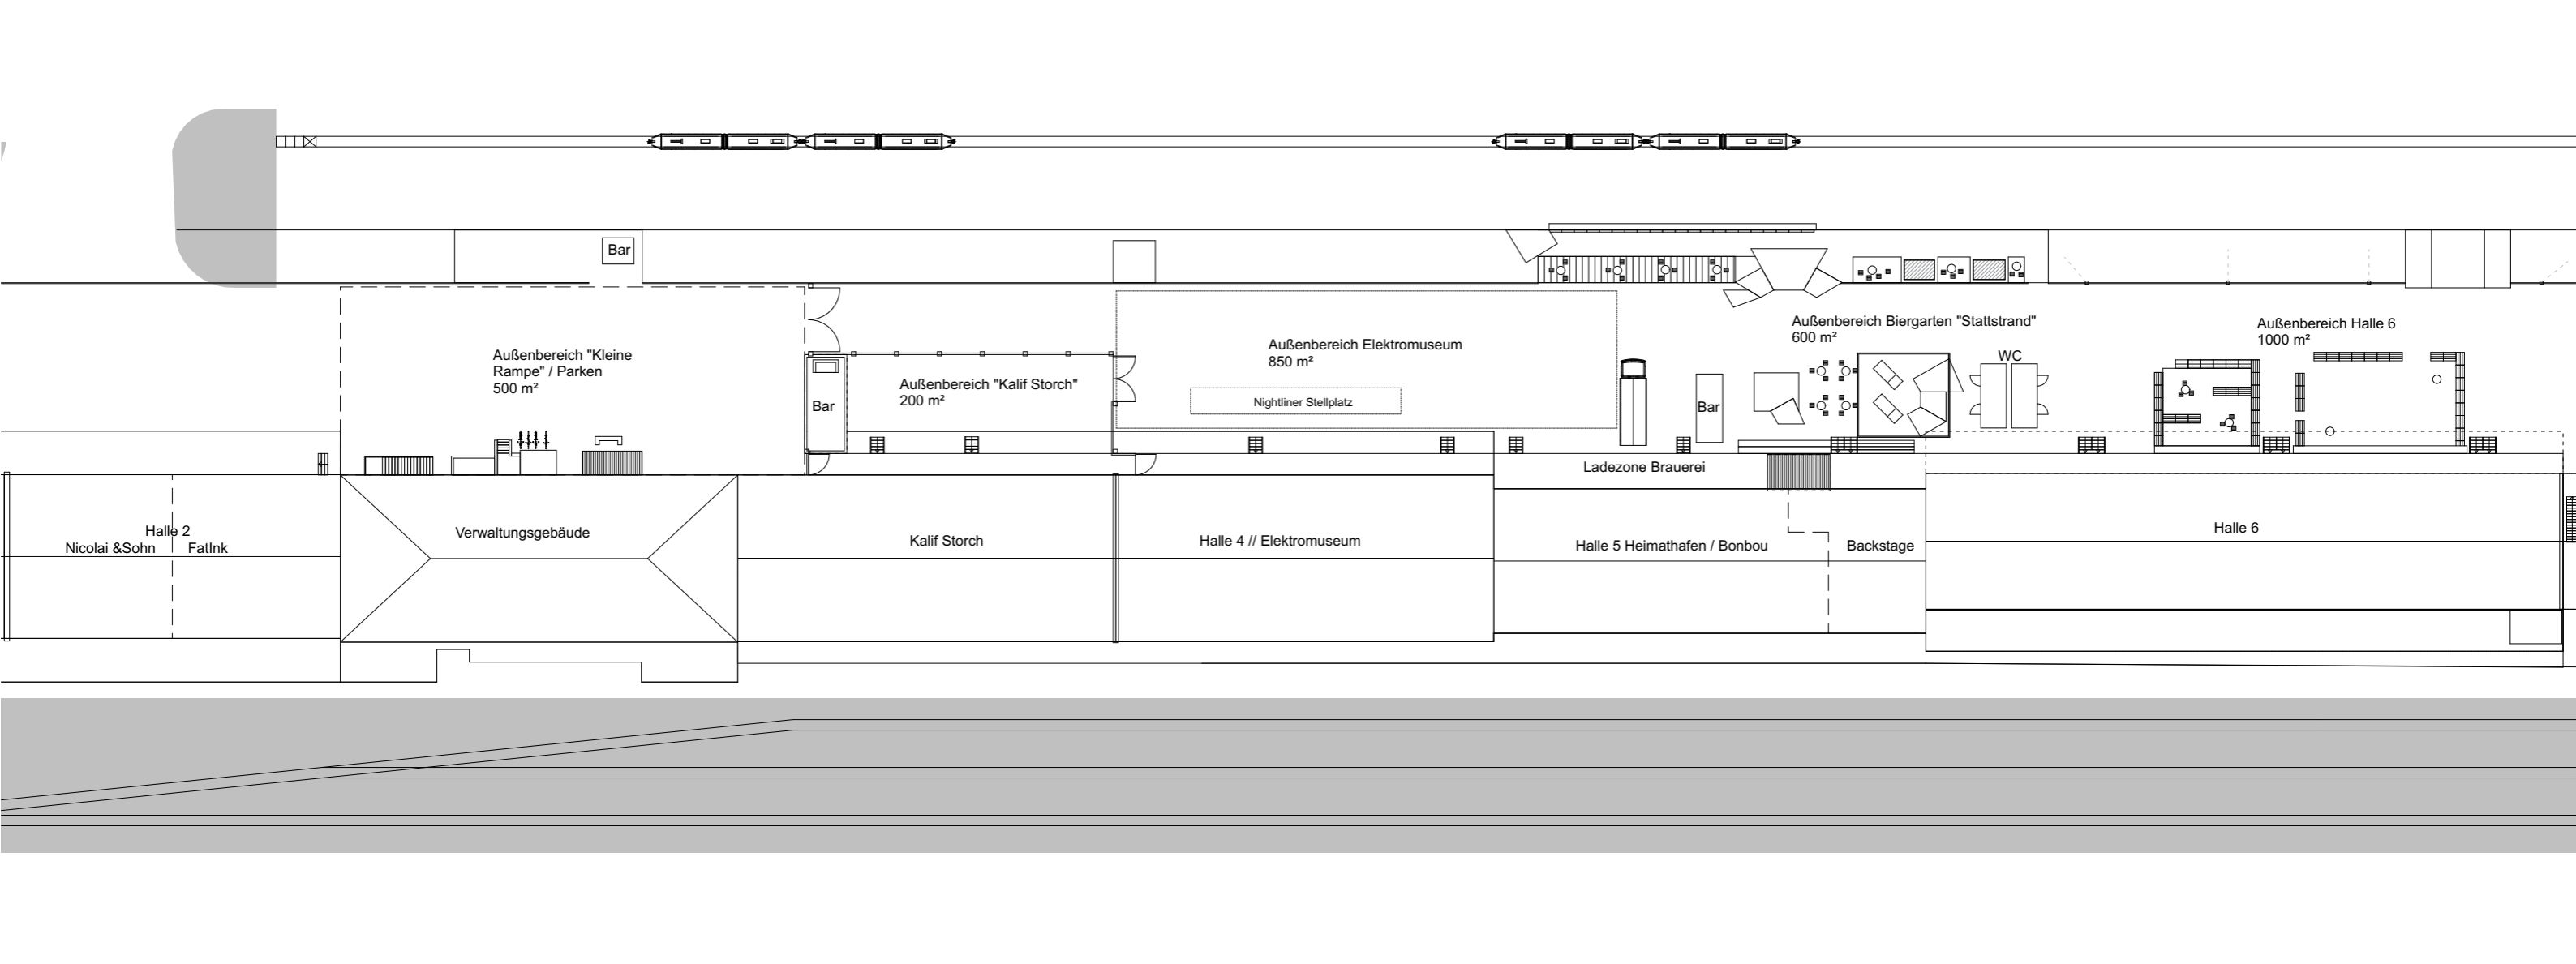 Bar
Außenbereich "Kleine
Rampe" / Parken
500 m²
Bar
Außenbereich "Kalif Storch"
200 m²
Außenbereich Elektromuseum
850 m²
Nightliner Stellplatz
Bar
Außenbereich Biergarten "Stattstrand"
600 m²
WC
Außenbereich Halle 6
1000 m²
Ladezone Brauerei
Halle 2
Nicolai &Sohn
FatInk
Verwaltungsgebäude
Kalif Storch
Halle 4 // Elektromuseum
Halle 5 Heimathafen / Bonbou
Backstage
Halle 6